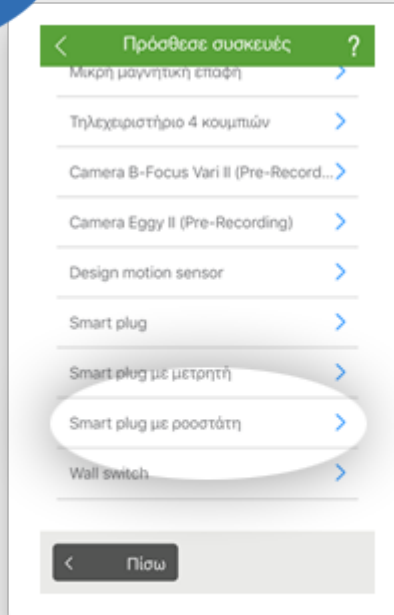 Πρόσθεσε συσκευές ?
Μικρή μαγνητική επαφή
Τηλεχειριστήριο 4 κουμπιών
Camera B-Focus Vari II (Pre-Record...
Camera Eggy II (Pre-Recording)
Design motion sensor
Smart plug
Smart plug με μετρητή
Smart plug με ροοστάτη
Wall switch
Πίσω